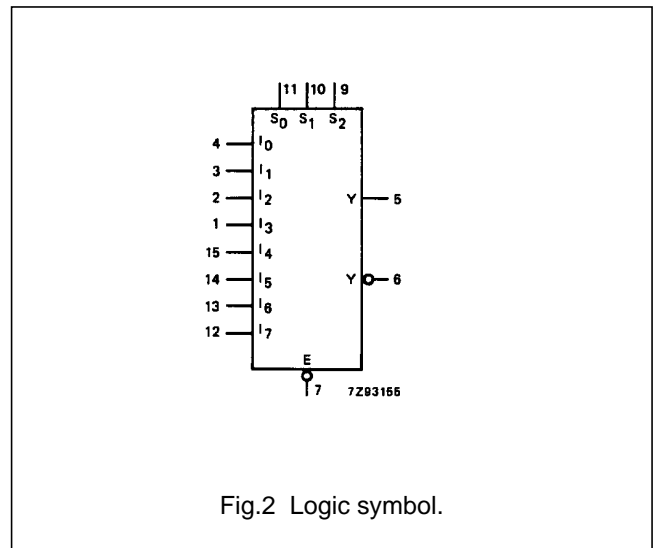 11 10 9
S0 S1 S2
4 I0
3 I1
2 I2 Y 5
1 I3
15 I4
14 I5 Y 6
13 I6
12 I7
E
7 7Z93155
Fig.2 Logic symbol.